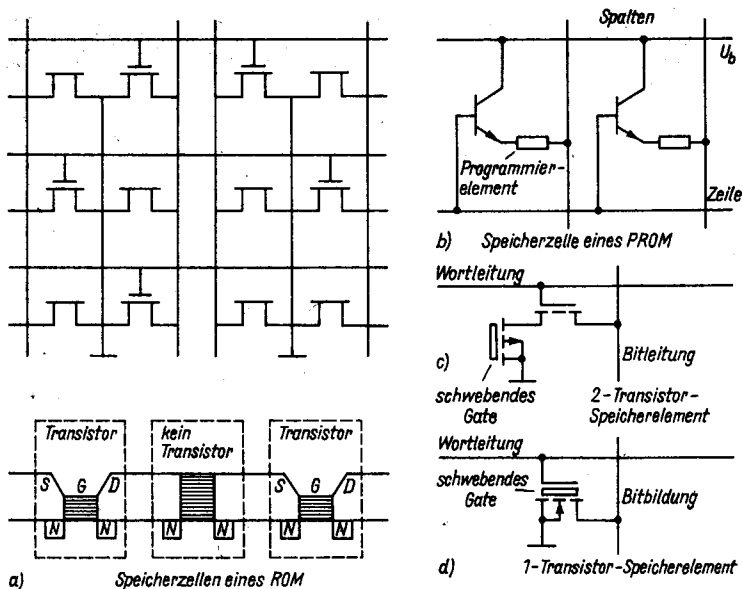 Transistor
kein
Transistor
Transistor
S G D
S G D
N N
N N
N N
a) Speicherzellen eines ROM
Spalten
U_b
Programmier-
element
Zeile
b) Speicherzelle eines PROM
Wortleitung
Bitleitung
c)
schwebendes
Gate
2-Transistor-
Speicherelement
Wortleitung
schwebendes
Gate
Bitbildung
d) 1-Transistor-Speicherelement